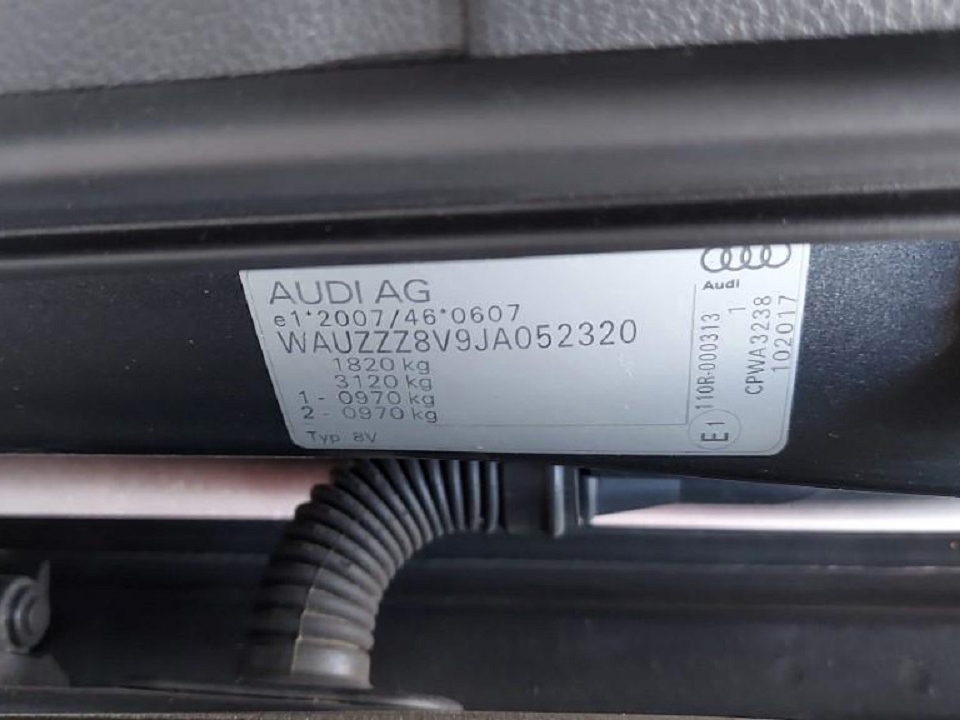 AUDI AG
e1*2007/46*0607
WAUZZZ8V9JA052320
1820 kg
3120 kg
1 - 0970 kg
2 - 0970 kg
Typ 8V
Audi
E1 110R-000313 1
CPWA3238
102017